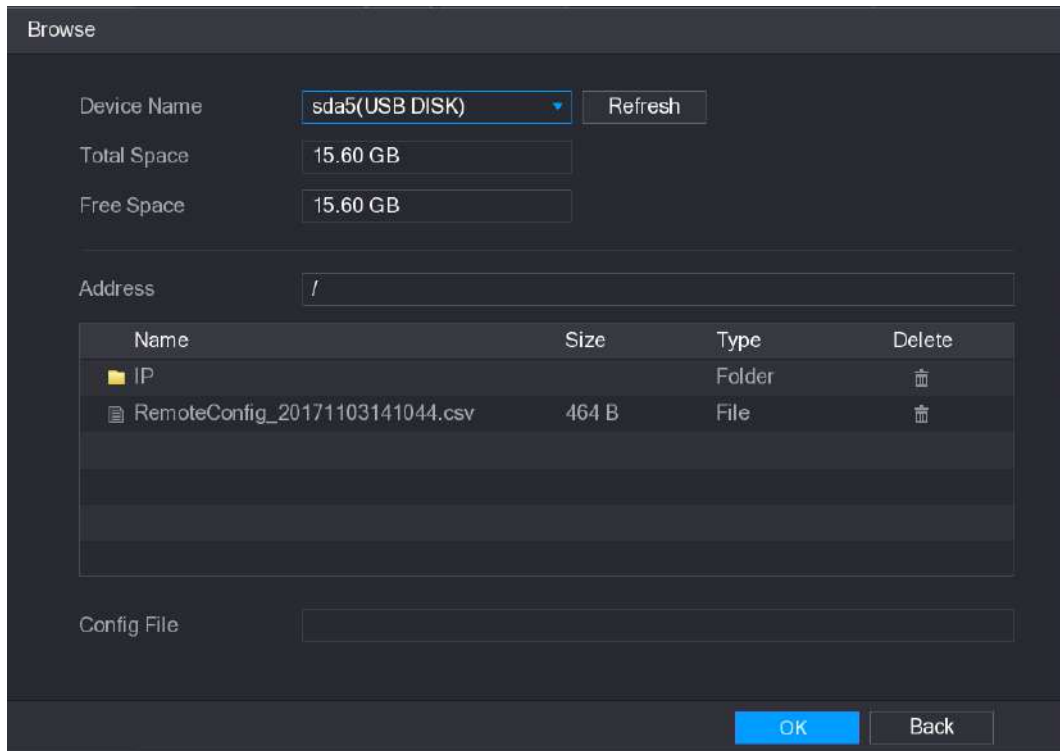 Browse
Device Name sda5(USB DISK) Refresh
Total Space 15.60 GB
Free Space 15.60 GB
Address /
Name Size Type Delete
IP Folder
RemoteConfig_20171103141044.csv 464 B File
Config File
OK Back